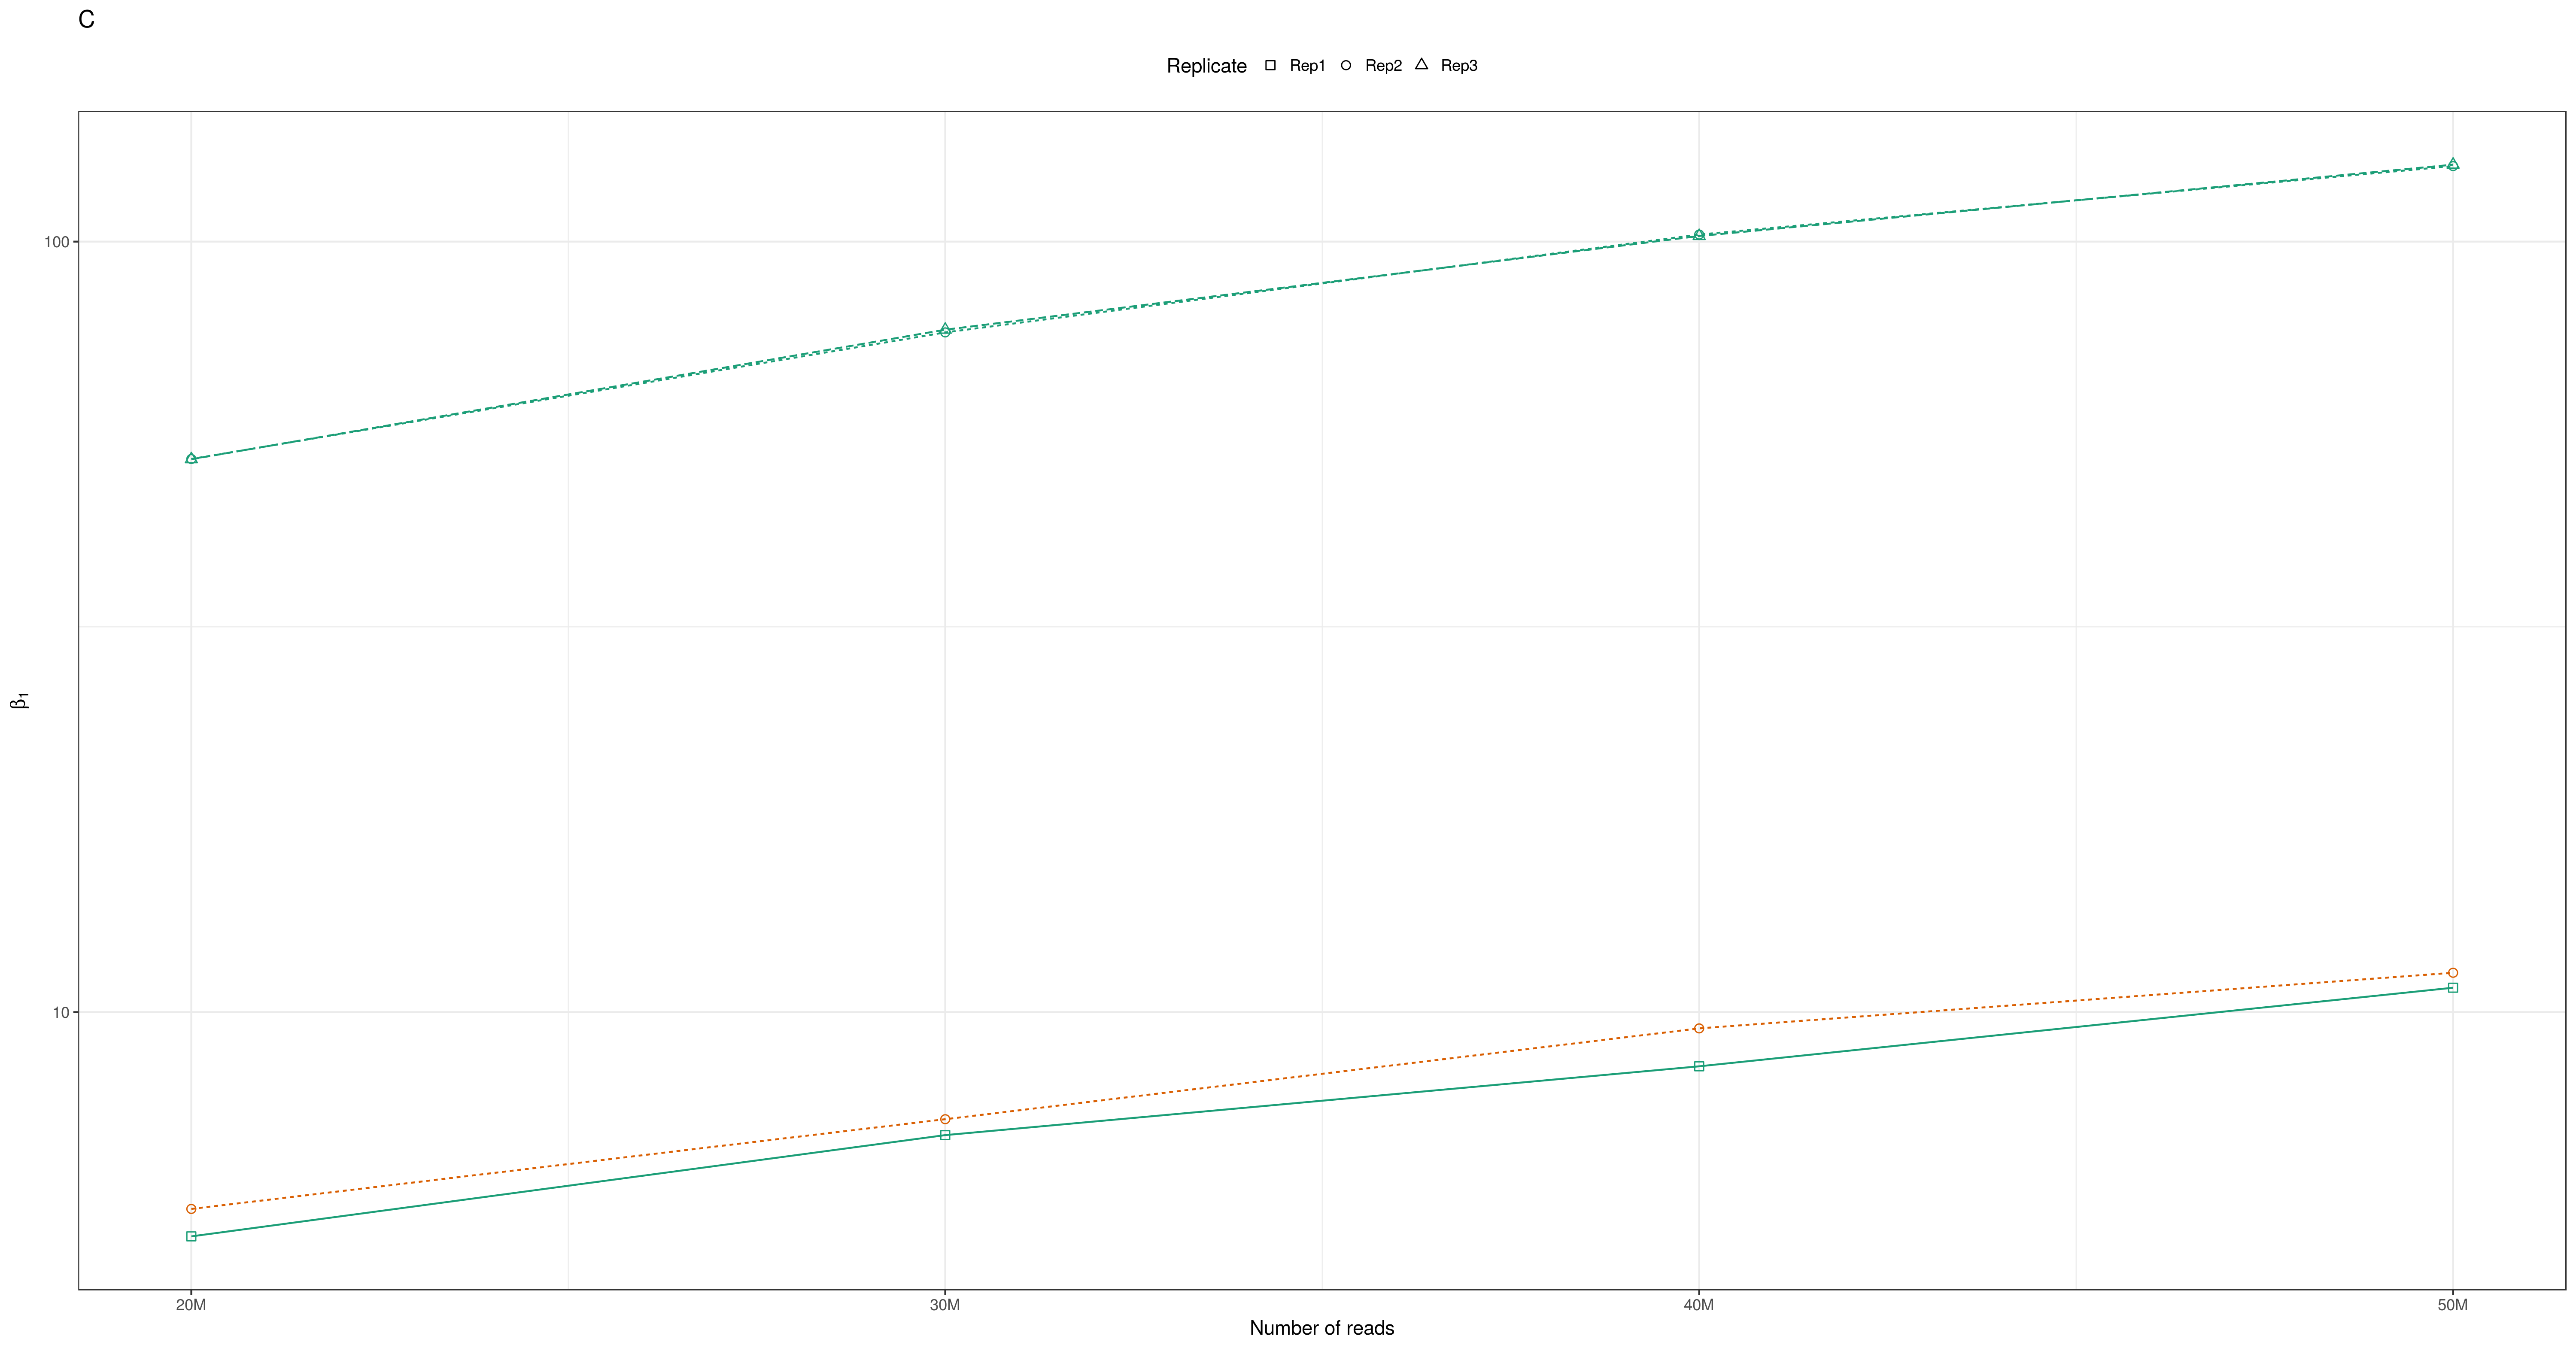 C
Replicate Rep1 Rep2 Rep3
100
10
β1
20M 30M 40M 50M
Number of reads